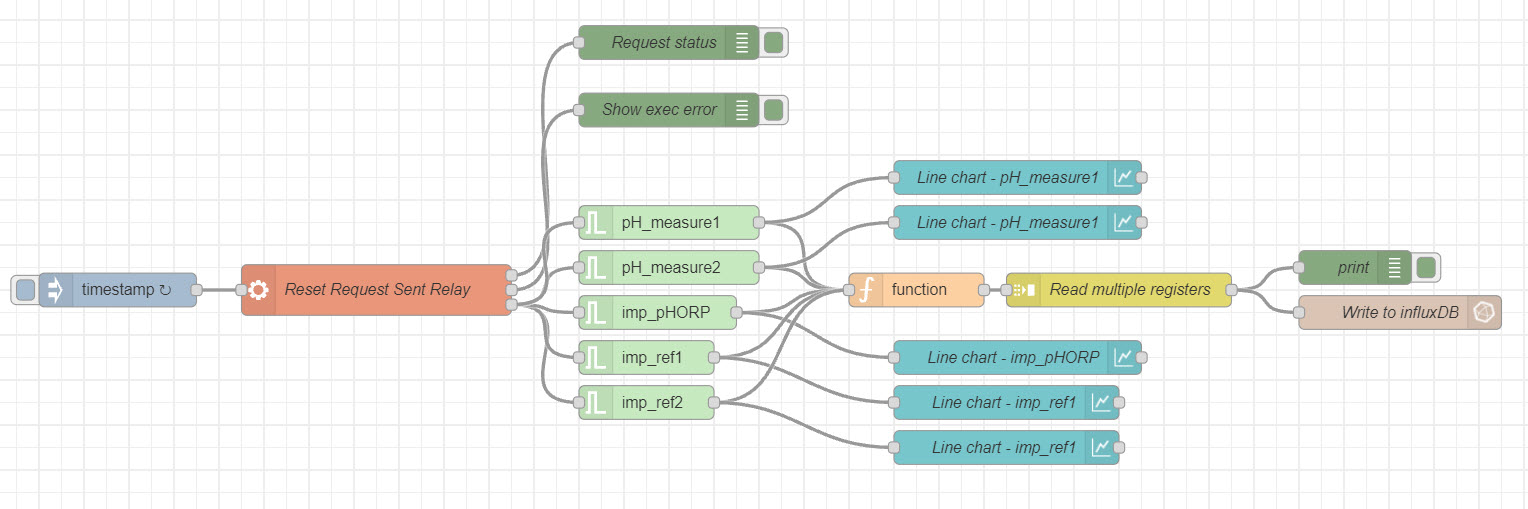 Request status
Show exec error
Line chart - pH_measure1
pH_measure1
Line chart - pH_measure1
pH_measure2
print
timestamp ↻
Reset Request Sent Relay
function
Read multiple registers
imp_pHORP
Write to influxDB
imp_ref1
Line chart - imp_pHORP
imp_ref2
Line chart - imp_ref1
Line chart - imp_ref1